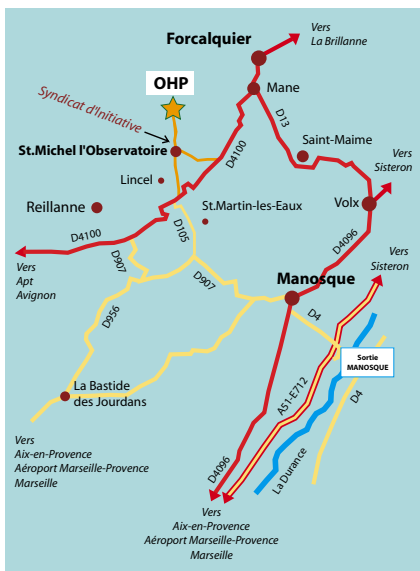 Vers
La Brillanne
Forcalquier
OHP
Mane
Syndicat d'Initiative
D13
D4100
Saint-Maime
St.Michel l'Observatoire
Vers
Sisteron
Lincel
Reillanne
St.Martin-les-Eaux
Volx
D4100
D105
D4096
Vers
Apt
Avignon
D907
D907
Vers
Sisteron
Manosque
D956
D4
Sortie
MANOSQUE
La Bastide
des Jourdans
A51-E712
D4
Vers
Aix-en-Provence
Aéroport Marseille-Provence
Marseille
D4096
La Durance
Vers
Aix-en-Provence
Aéroport Marseille-Provence
Marseille